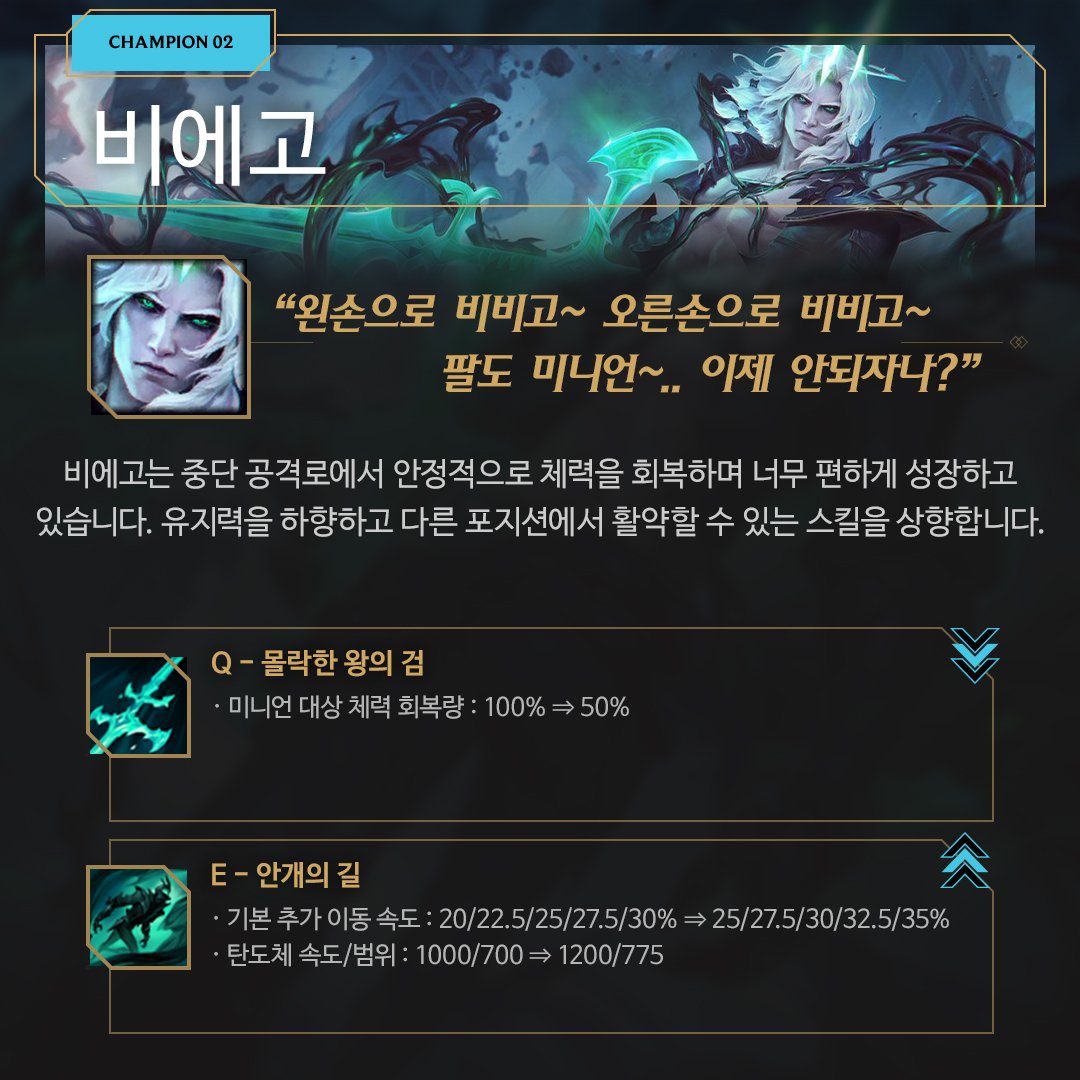 CHAMPION 02
비에고
“왼손으로 비비고~ 오른손으로 비비고~
팔도 미니언~.. 이제 안되자나?”
비에고는 중단 공격로에서 안정적으로 체력을 회복하며 너무 편하게 성장하고
있습니다. 유지력을 하향하고 다른 포지션에서 활약할 수 있는 스킬을 상향합니다.
Q - 몰락한 왕의 검
· 미니언 대상 체력 회복량 : 100% ⇒ 50%
E - 안개의 길
· 기본 추가 이동 속도 : 20/22.5/25/27.5/30% ⇒ 25/27.5/30/32.5/35%
· 탄도체 속도/범위 : 1000/700 ⇒ 1200/775